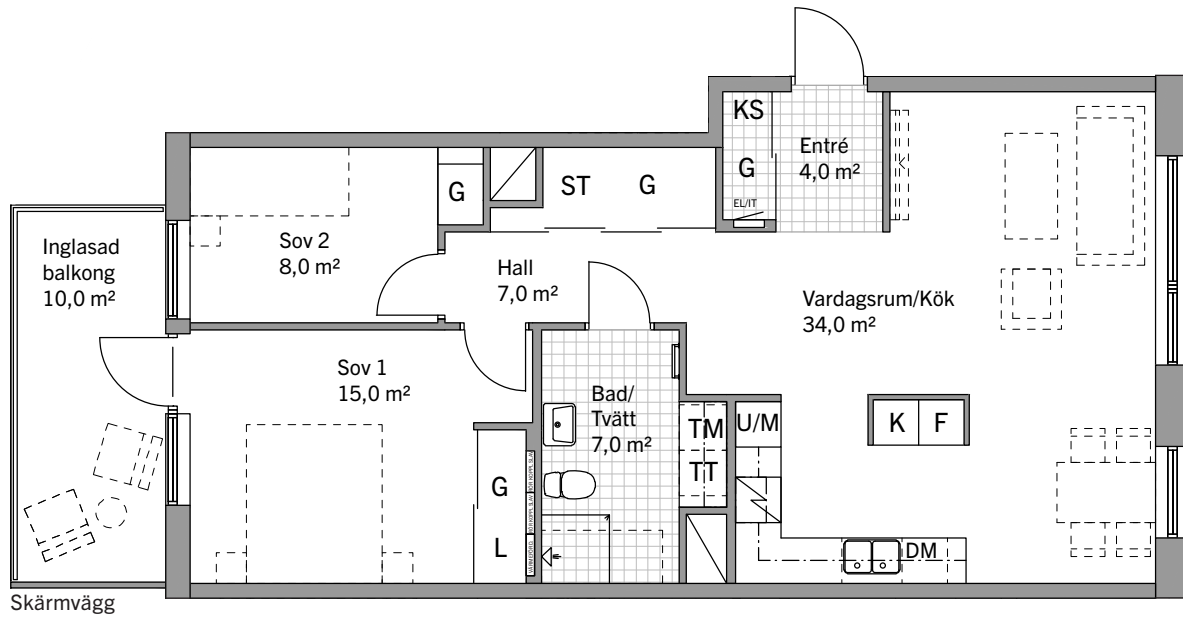 KS
G
EL/IT
Entré
4,0 m²
G
ST G
Inglasad
balkong
10,0 m²
Sov 2
8,0 m²
Hall
7,0 m²
Vardagsrum/Kök
34,0 m²
Sov 1
15,0 m²
Bad/
Tvätt
7,0 m²
TM
TT
U/M
K F
G
L
DM
Skärmvägg